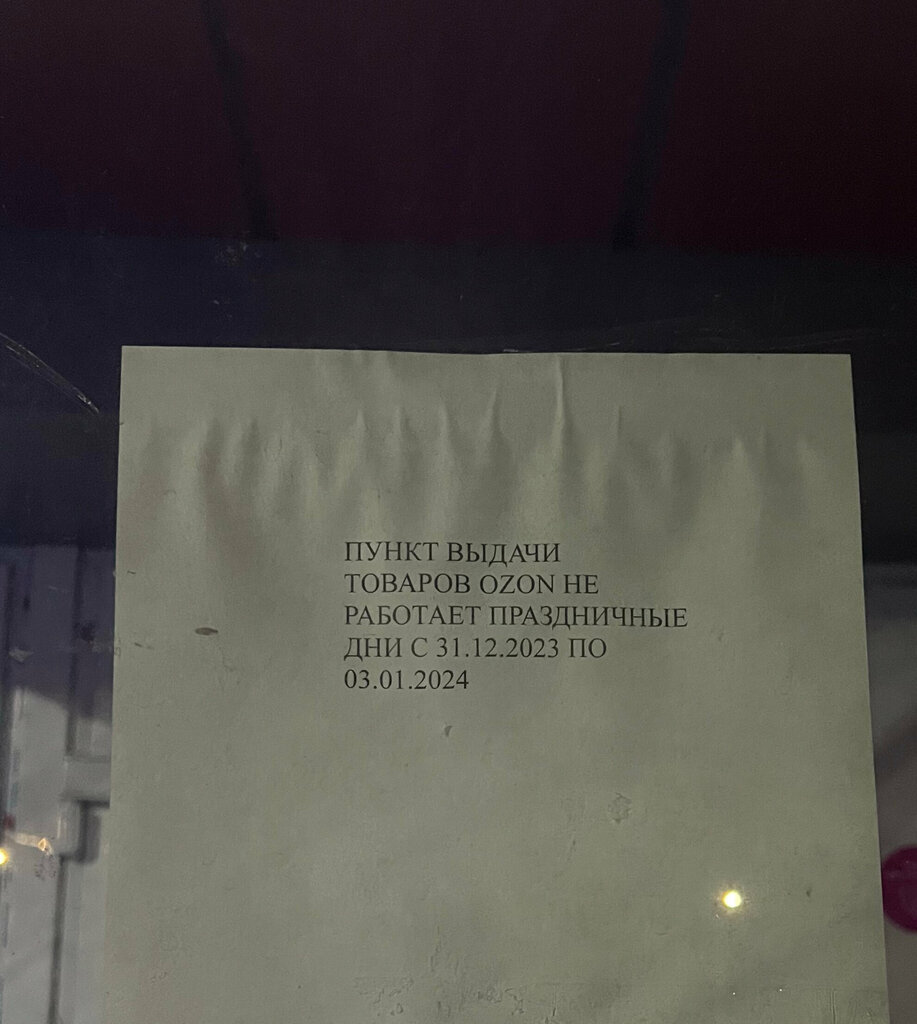 ПУНКТ ВЫДАЧИ
ТОВАРОВ OZON НЕ
РАБОТАЕТ ПРАЗДНИЧНЫЕ
ДНИ С 31.12.2023 ПО
03.01.2024